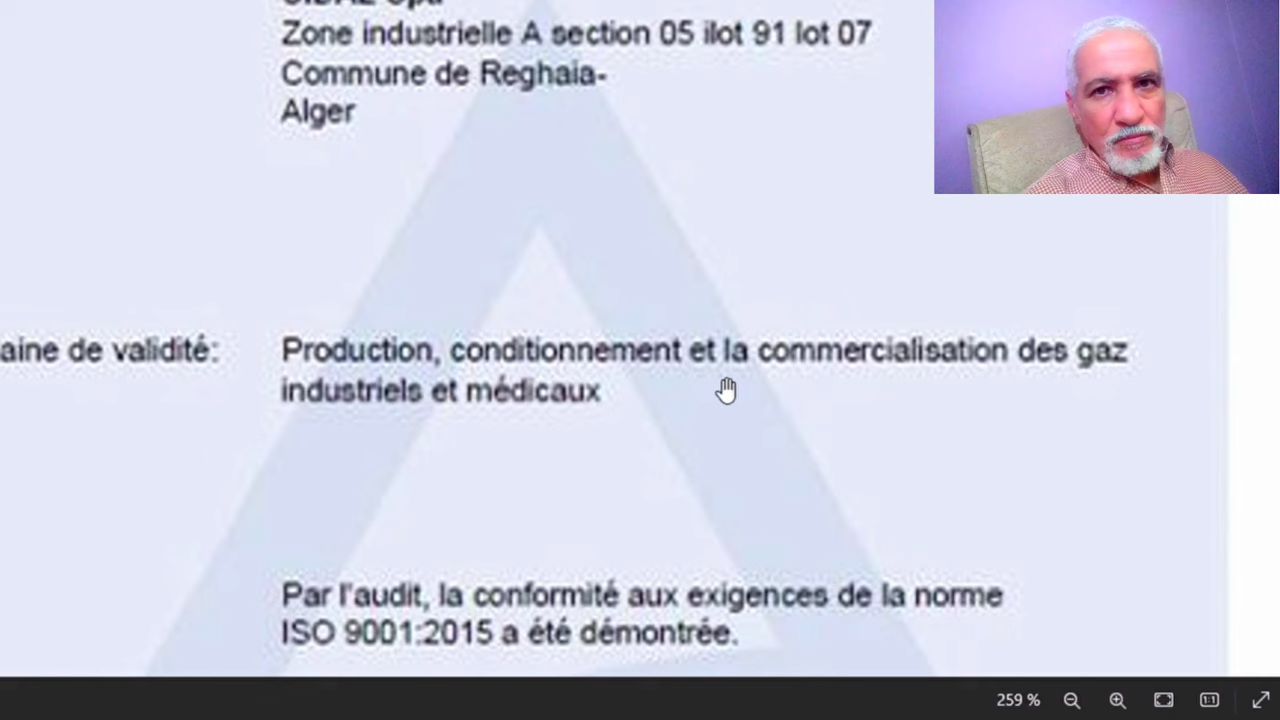 Zone industrielle A section 05 ilot 91 lot 07
Commune de Reghaia-
Alger
aine de validité: Production, conditionnement et la commercialisation des gaz
industriels et médicaux
Par l'audit, la conformité aux exigences de la norme
ISO 9001:2015 a été démontrée.
259 %
1:1